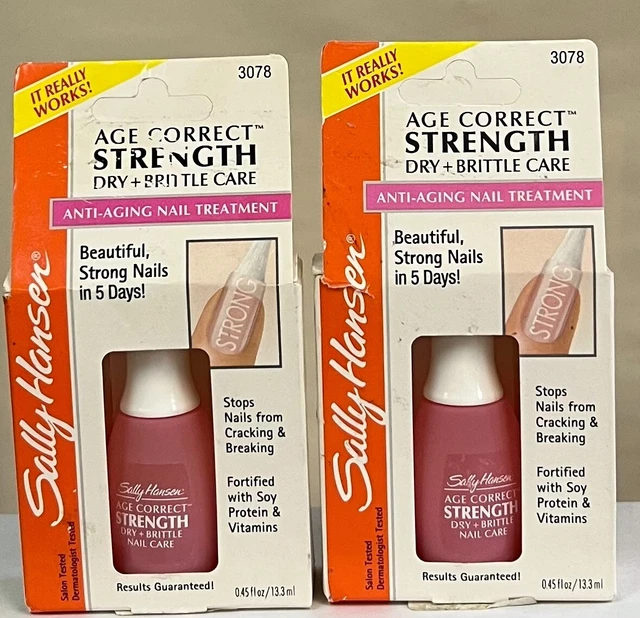 IT REALLY
WORKS!
3078
AGE CORRECT™
STRENGTH
DRY + BRITTLE CARE
ANTI-AGING NAIL TREATMENT
Beautiful,
Strong Nails
in 5 Days!
STRONG
Sally Hansen®
Stops
Nails from
Cracking &
Breaking
Fortified
with Soy
Protein &
Vitamins
Sally Hansen®
AGE CORRECT™
STRENGTH
DRY + BRITTLE
NAIL CARE
Salon Tested
Dermatologist Tested
Results Guaranteed!
0.45 fl oz/13.3 ml
IT REALLY
WORKS!
3078
AGE CORRECT™
STRENGTH
DRY + BRITTLE CARE
ANTI-AGING NAIL TREATMENT
Beautiful,
Strong Nails
in 5 Days!
STRONG
Sally Hansen®
Stops
Nails from
Cracking &
Breaking
Fortified
with Soy
Protein &
Vitamins
Sally Hansen®
AGE CORRECT™
STRENGTH
DRY + BRITTLE
NAIL CARE
Salon Tested
Dermatologist Tested
Results Guaranteed!
0.45 fl oz/13.3 ml